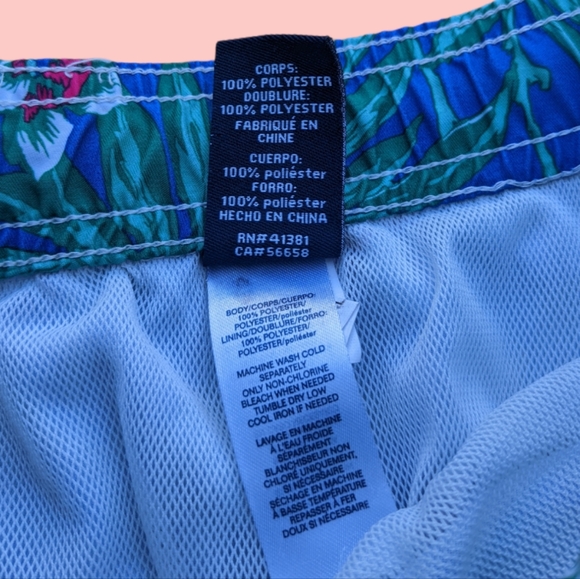 CORPS:
100% POLYESTER
DOUBLURE:
100% POLYESTER
FABRIQUÉ EN
CHINE
CUERPO:
100% poliéster
FORRO:
100% poliéster
HECHO EN CHINA
RN#41381
CA#56658
BODY/CORPS/CUERPO:
100% POLYESTER/
POLYESTER/poliéster
LINING/DOUBLURE/FORRO:
100% POLYESTER/
POLYESTER/poliéster
MACHINE WASH COLD
SEPARATELY
ONLY NON-CHLORINE
BLEACH WHEN NEEDED
TUMBLE DRY LOW
COOL IRON IF NEEDED
LAVAGE EN MACHINE
À L'EAU FROIDE
SÉPARÉMENT
BLANCHISSEUR NON
CHLORÉ UNIQUEMENT,
SI NÉCESSAIRE
SÉCHAGE EN MACHINE
À BASSE TEMPÉRATURE
REPASSER À FER
DOUX SI NÉCESSAIRE